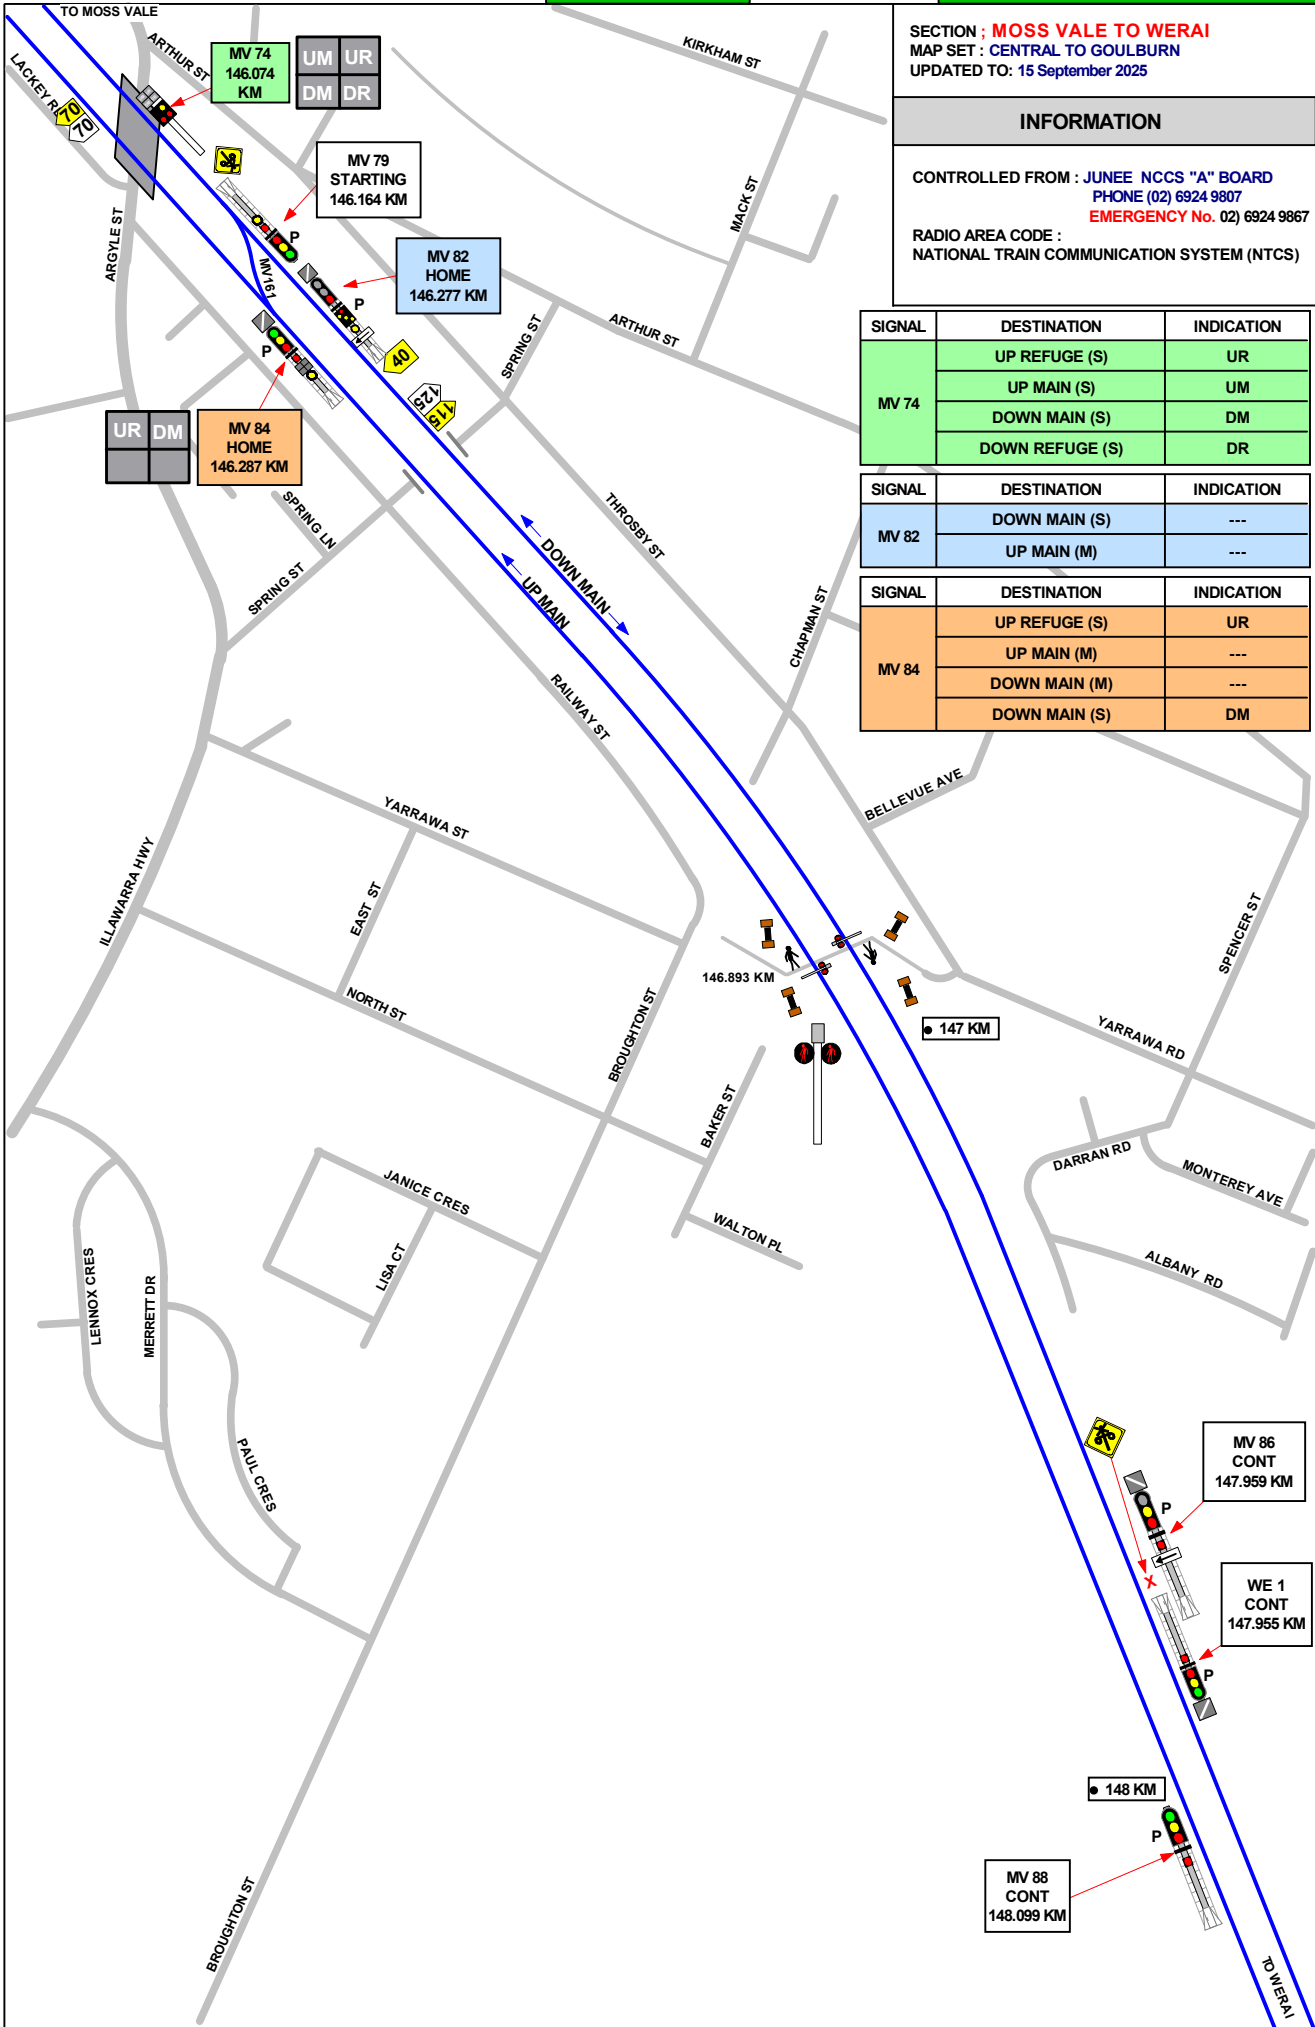 TO MOSS VALE
SECTION ; MOSS VALE TO WERAI
MAP SET : CENTRAL TO GOULBURN
UPDATED TO: 15 September 2025
INFORMATION
CONTROLLED FROM : JUNEE NCCS "A" BOARD
PHONE (02) 6924 9807
EMERGENCY No. 02) 6924 9867
RADIO AREA CODE :
NATIONAL TRAIN COMMUNICATION SYSTEM (NTCS)
SIGNAL DESTINATION INDICATION
MV 74
UP REFUGE (S) UR
UP MAIN (S) UM
DOWN MAIN (S) DM
DOWN REFUGE (S) DR
SIGNAL DESTINATION INDICATION
MV 82
DOWN MAIN (S) ---
UP MAIN (M) ---
SIGNAL DESTINATION INDICATION
MV 84
UP REFUGE (S) UR
UP MAIN (M) ---
DOWN MAIN (M) ---
DOWN MAIN (S) DM
LACKEY R
ARTHUR ST
MV 74
146.074
KM
UM UR
DM DR
KIRKHAM ST
70
70
MV 79
STARTING
146.164 KM
P
MACK ST
ARGYLE ST
MV161
MV 82
HOME
146.277 KM
P
40
ARTHUR ST
SPRING ST
P
125
115
UR DM
MV 84
HOME
146.287 KM
SPRING LN
SPRING ST
THROSBY ST
DOWN MAIN
UP MAIN
CHAPMAN ST
RAILWAY ST
BELLEVUE AVE
YARRAWA ST
ILLAWARRA HWY
EAST ST
NORTH ST
SPENCER ST
146.893 KM
147 KM
BROUGHTON ST
YARRAWA RD
BAKER ST
DARRAN RD
MONTEREY AVE
JANICE CRES
LISA CT
WALTON PL
ALBANY RD
LENNOX CRES
MERRETT DR
PAUL CRES
MV 86
CONT
147.959 KM
P
X
WE 1
CONT
147.955 KM
P
148 KM
P
MV 88
CONT
148.099 KM
BROUGHTON ST
TO WERAI